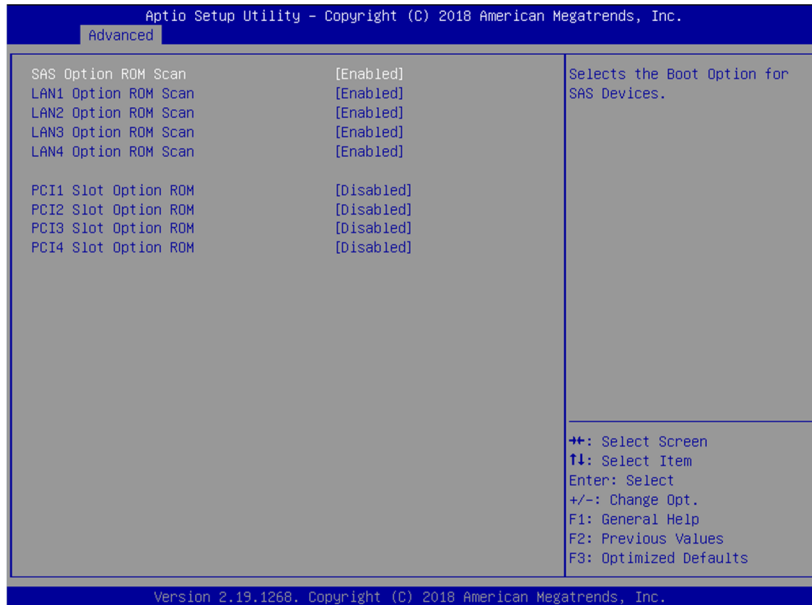 Aptio Setup Utility – Copyright (C) 2018 American Megatrends, Inc.
Advanced
SAS Option ROM Scan [Enabled]
LAN1 Option ROM Scan [Enabled]
LAN2 Option ROM Scan [Enabled]
LAN3 Option ROM Scan [Enabled]
LAN4 Option ROM Scan [Enabled]
PCI1 Slot Option ROM [Disabled]
PCI2 Slot Option ROM [Disabled]
PCI3 Slot Option ROM [Disabled]
PCI4 Slot Option ROM [Disabled]
Selects the Boot Option for
SAS Devices.
→←: Select Screen
↑↓: Select Item
Enter: Select
+/-: Change Opt.
F1: General Help
F2: Previous Values
F3: Optimized Defaults
Version 2.19.1268. Copyright (C) 2018 American Megatrends, Inc.